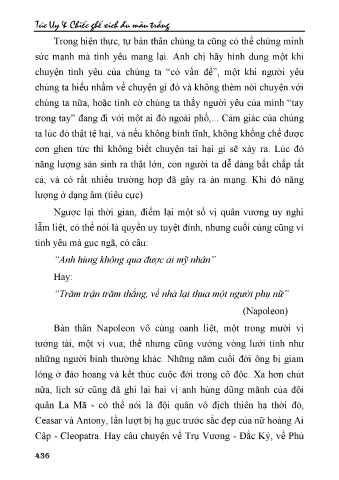 Túc Uy & Chiếc ghế xích đu màu trắng
Trong hiện thực, tự bản thân chúng ta cũng có thể chứng minh
sức mạnh mà tình yêu mang lại. Anh chị hãy hình dung một khi
chuyện tình yêu của chúng ta “có vấn đề”, một khi người yêu
chúng ta hiểu nhầm về chuyện gì đó và không thèm nói chuyện với
chúng ta nữa, hoặc tình cờ chúng ta thấy người yêu của mình “tay
trong tay” đang đi với một ai đó ngoài phố,... Cảm giác của chúng
ta lúc đó thật tệ hại, và nếu không bình tĩnh, không khống chế được
cơn ghen tức thì không biết chuyện tai hại gì sẽ xảy ra. Lúc đó
năng lượng sản sinh ra thật lớn, con người ta dễ dàng bất chấp tất
cả, và có rất nhiều trường hợp đã gây ra án mạng. Khi đó năng
lượng ở dạng âm (tiêu cực)
Ngược lại thời gian, điểm lại một số vị quân vương uy nghi
lẫm liệt, có thể nói là quyền uy tuyệt đỉnh, nhưng cuối cùng cũng vì
tình yêu mà gục ngã, có câu:
“Anh hùng không qua được ải mỹ nhân”
Hay:
“Trăm trận trăm thắng, về nhà lại thua một người phụ nữ”
(Napoleon)
Bản thân Napoleon vô cùng oanh liệt, một trong mười vị
tướng tài, một vị vua; thế nhưng cũng vướng vòng lưới tình như
những người bình thường khác. Những năm cuối đời ông bị giam
lỏng ở đảo hoang và kết thúc cuộc đời trong cô độc. Xa hơn chút
nữa, lịch sử cũng đã ghi lại hai vị anh hùng dũng mãnh của đội
quân La Mã - có thể nói là đội quân vô địch thiên hạ thời đó,
Ceasar và Antony, lần lượt bị hạ gục trước sắc đẹp của nữ hoàng Ai
Cập - Cleopatra. Hay câu chuyện về Trụ Vương - Đắc Kỷ, về Phù
436